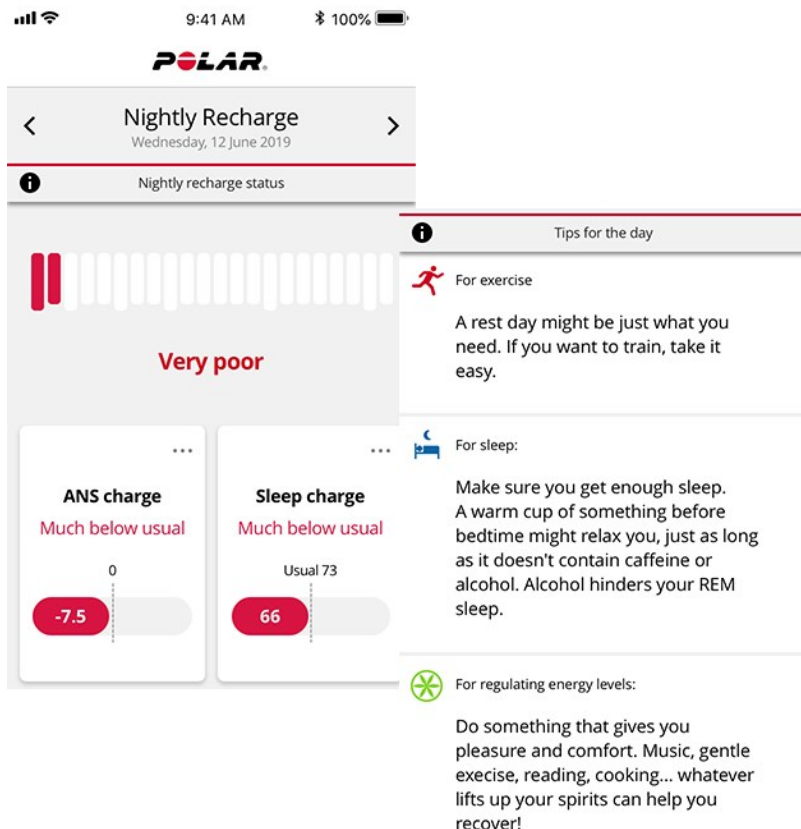 9:41 AM
100%
POLAR
Nightly Recharge
Wednesday, 12 June 2019
Nightly recharge status
Very poor
ANS charge
Much below usual
0
-7.5
Sleep charge
Much below usual
Usual 73
66
Tips for the day
For exercise
A rest day might be just what you
need. If you want to train, take it
easy.
For sleep:
Make sure you get enough sleep.
A warm cup of something before
bedtime might relax you, just as long
as it doesn't contain caffeine or
alcohol. Alcohol hinders your REM
sleep.
For regulating energy levels:
Do something that gives you
pleasure and comfort. Music, gentle
execise, reading, cooking... whatever
lifts up your spirits can help you
recover!